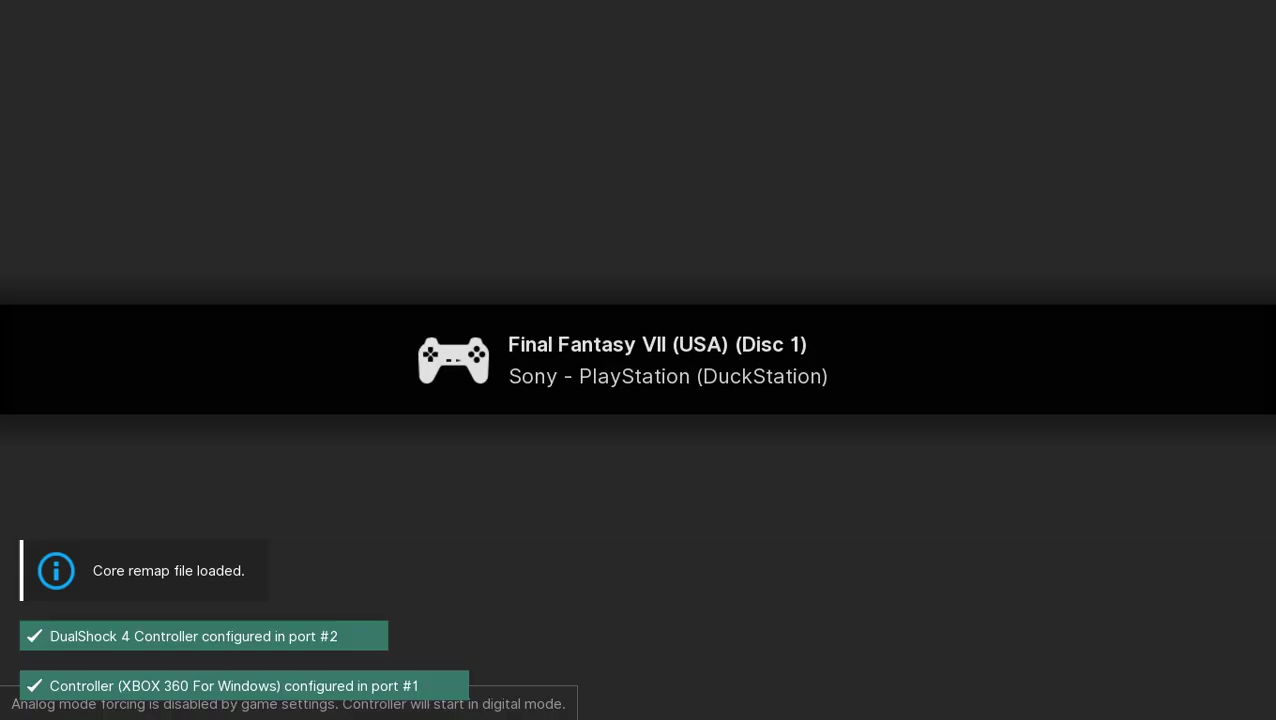 Final Fantasy VII (USA) (Disc 1)
Sony - PlayStation (DuckStation)
Core remap file loaded.
DualShock 4 Controller configured in port #2
Controller (XBOX 360 For Windows) configured in port #1
Analog mode forcing is disabled by game settings. Controller will start in digital mode.